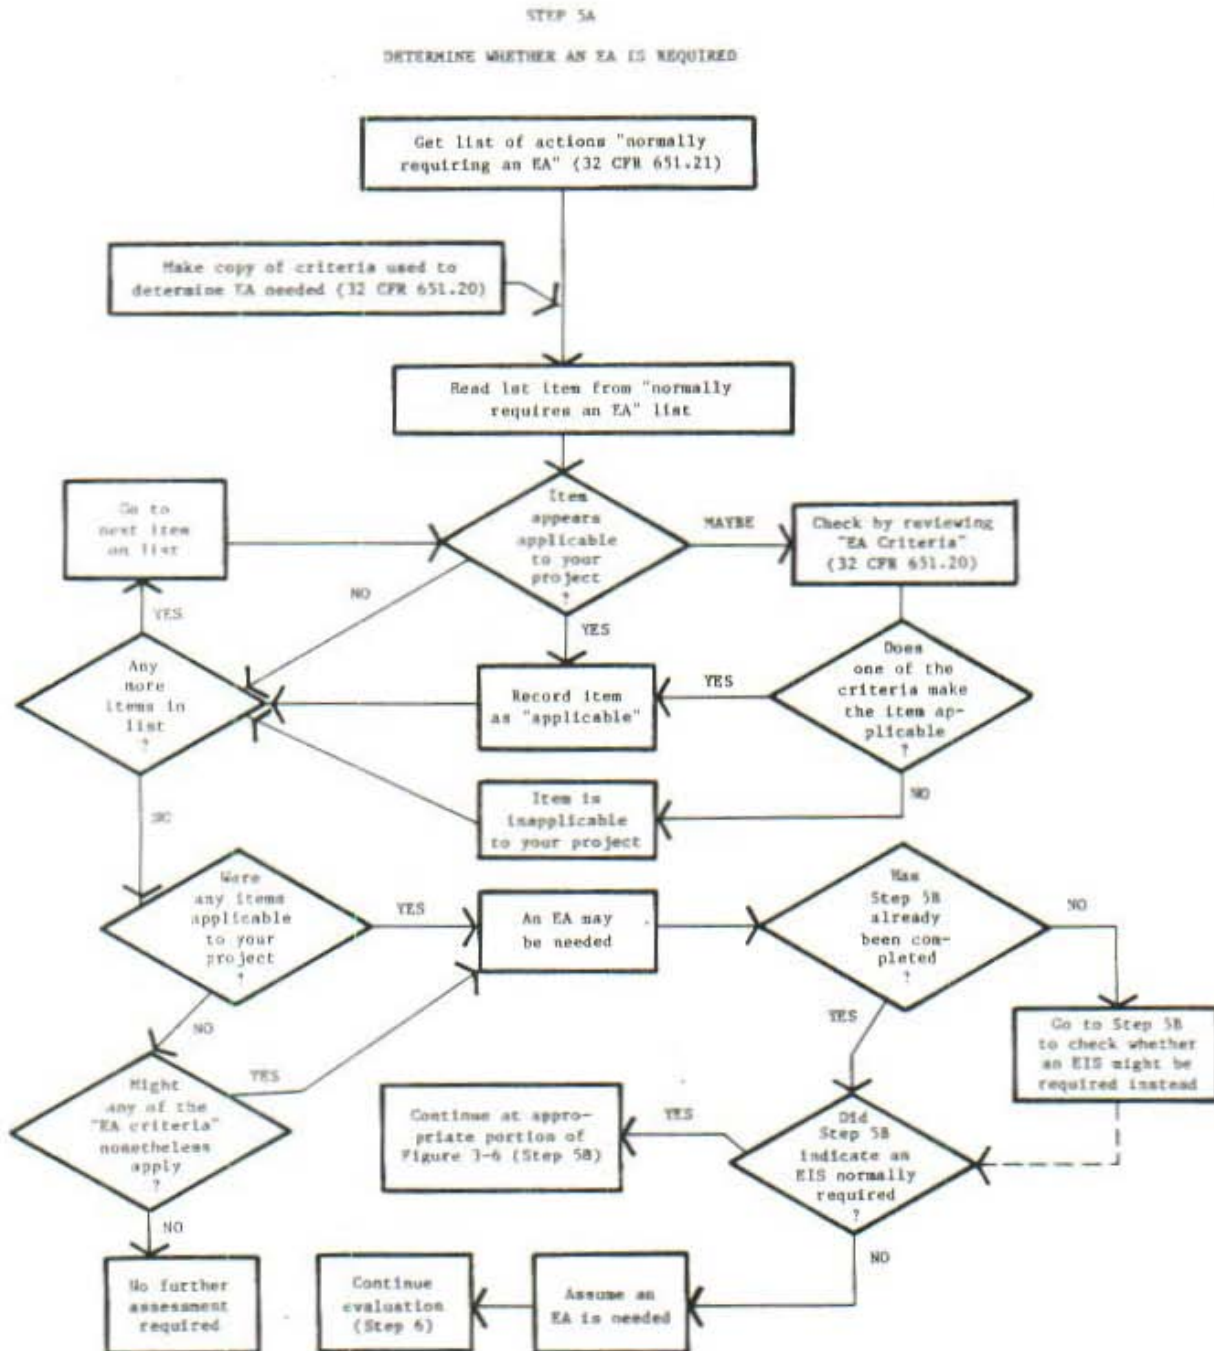 STEP 5A
DETERMINE WHETHER AN EA IS REQUIRED
Get list of actions "normally
requiring an EA" (32 CFR 651.21)
Make copy of criteria used to
determine EA needed (32 CFR 651.20)
Read 1st item from "normally
requires an EA" list
Go to
next item
on list
Item
appears
applicable
to your
project
?
MAYBE
Check by reviewing
"EA Criteria"
(32 CFR 651.20)
NO
YES
YES
Any
more
items in
list
?
Record item
as "applicable"
YES
Does
one of the
criteria make
the item ap-
plicable
?
NO
Item is
inapplicable
to your project
NO
Were
any items
applicable
to your
project
?
YES
An EA may
be needed
Has
Step 5B
already
been com-
pleted
?
NO
NO
YES
Go to Step 5B
to check whether
an EIS might be
required instead
Might
any of the
"EA criteria"
nonetheless
apply
?
YES
Continue at appro-
priate portion of
Figure 3-6 (Step 5B)
YES
Did
Step 5B
indicate an
EIS normally
required
?
NO
NO
No further
assessment
required
Continue
evaluation
(Step 6)
Assume an
EA is needed